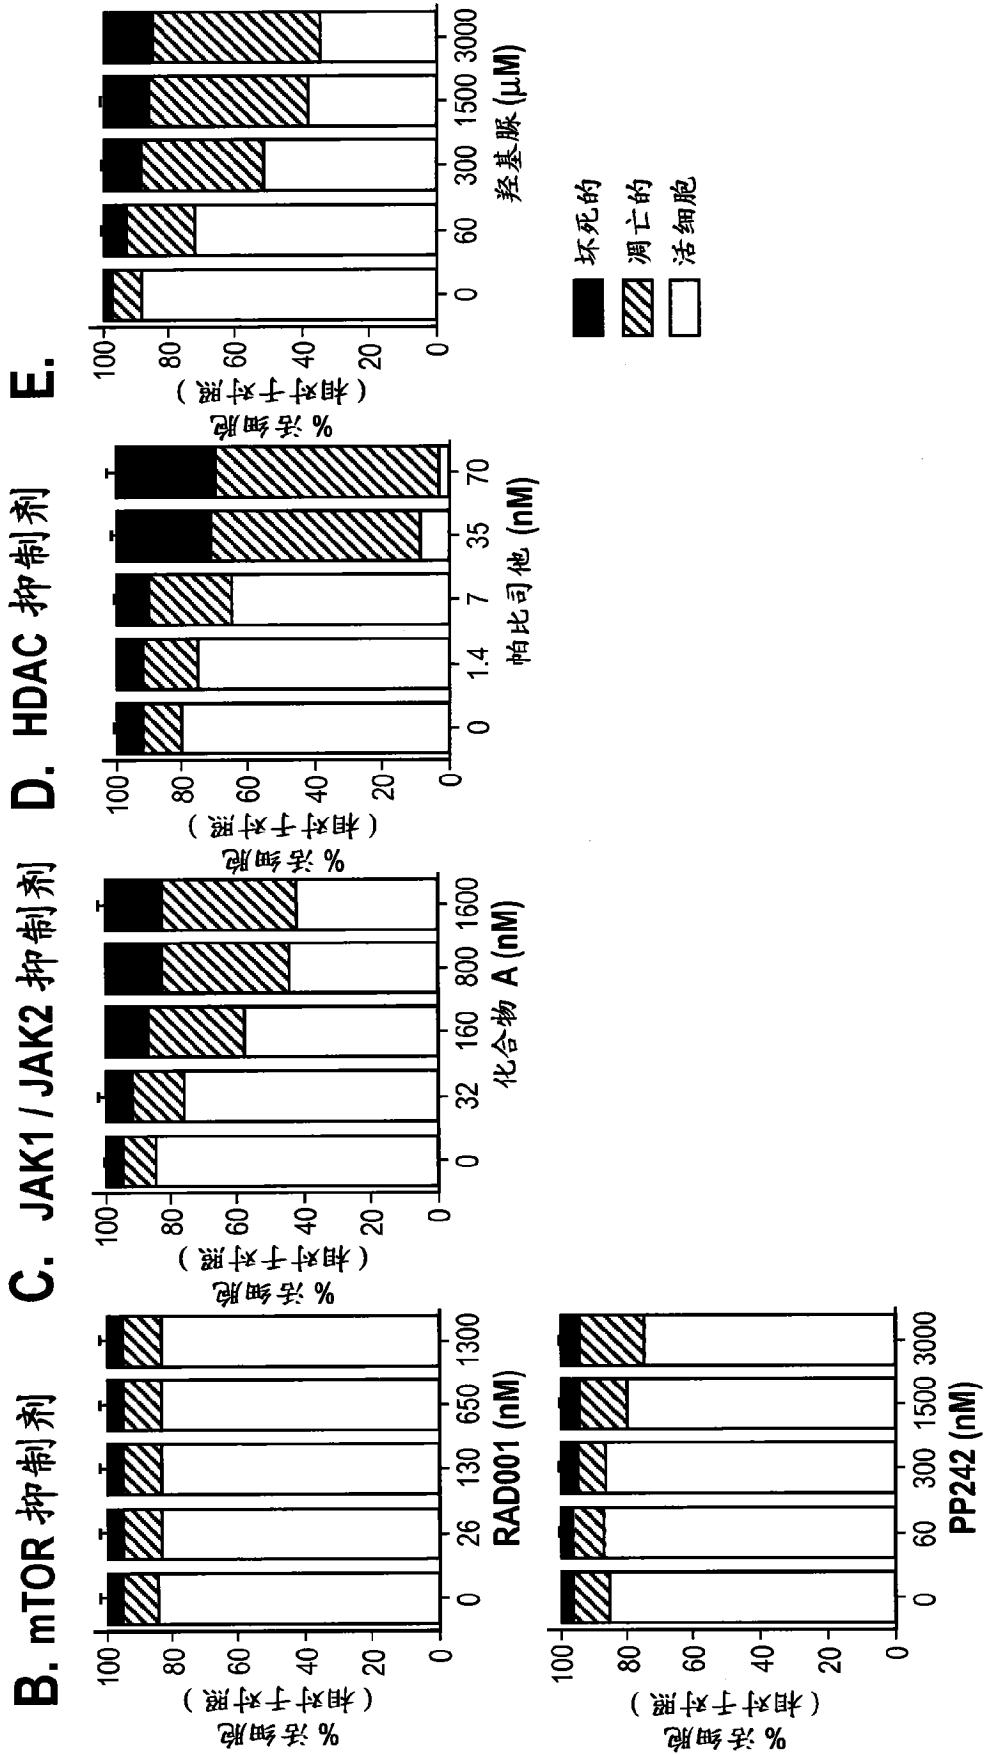 B. mTOR 抑制剂
% 活细胞
(相对于对照)
100
80
60
40
20
0
0 26 130 650 1300
RAD001 (nM)
% 活细胞
(相对于对照)
100
80
60
40
20
0
0 60 300 1500 3000
PP242 (nM)
C. JAK1 / JAK2 抑制剂
% 活细胞
(相对于对照)
100
80
60
40
20
0
0 32 160 800 1600
化合物 A (nM)
D. HDAC 抑制剂
% 活细胞
(相对于对照)
100
80
60
40
20
0
0 1.4 7 35 70
帕比司他 (nM)
E.
% 活细胞
(相对于对照)
100
80
60
40
20
0
0 60 300 1500 3000
羟基脲 (μM)
坏死的
凋亡的
活细胞